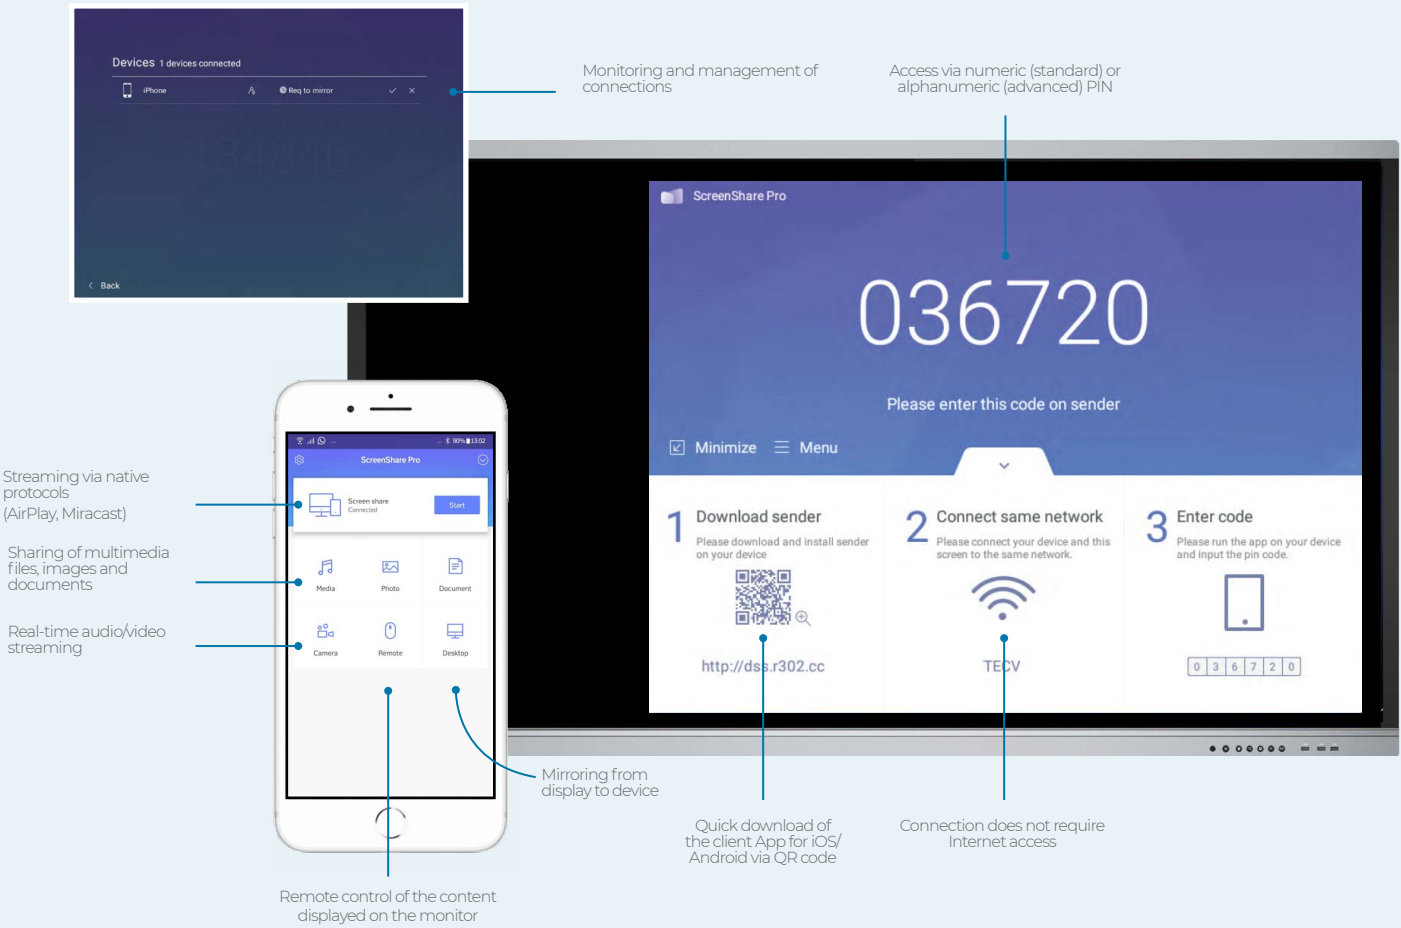 Devices 1 devices connected
iPhone
Req to mirror
134846
Back
Monitoring and management of
connections
Access via numeric (standard) or
alphanumeric (advanced) PIN
ScreenShare Pro
036720
Please enter this code on sender
Minimize
Menu
1 Download sender
Please download and install sender
on your device
http://dss.r302.cc
2 Connect same network
Please connect your device and this
screen to the same network.
TECV
3 Enter code
Please run the app on your device
and input the pin code.
0 3 6 7 2 0
... 90% 13:02
ScreenShare Pro
Screen share
Connected
Start
Media
Photo
Document
Camera
Remote
Desktop
Streaming via native
protocols
(AirPlay, Miracast)
Sharing of multimedia
files, images and
documents
Real-time audio/video
streaming
Mirroring from
display to device
Remote control of the content
displayed on the monitor
Quick download of
the client App for iOS/
Android via QR code
Connection does not require
Internet access